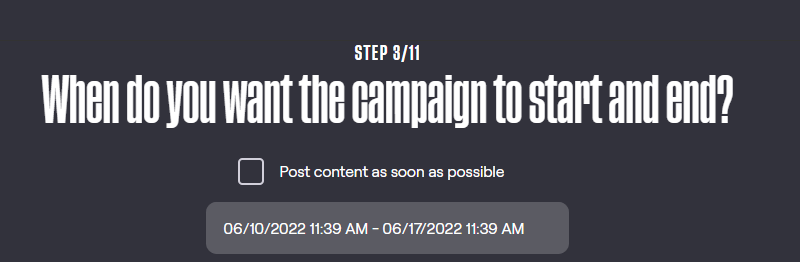 STEP 3/11
When do you want the campaign to start and end?
Post content as soon as possible
06/10/2022 11:39 AM - 06/17/2022 11:39 AM